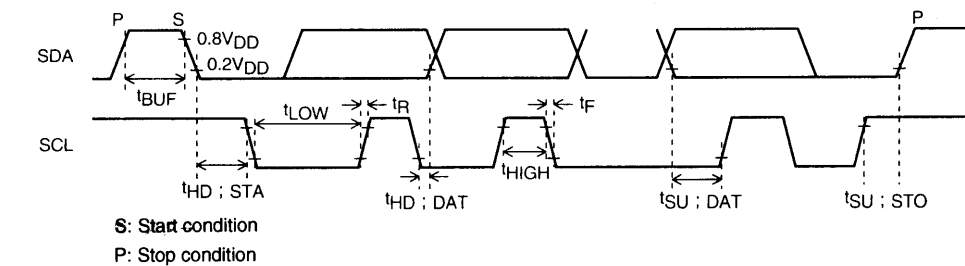 P S P
SDA 0.8VDD
0.2VDD
tBUF tLOW tR tF
SCL
tHD ; STA tHD ; DAT tHIGH tSU ; DAT tSU ; STO
S: Start condition
P: Stop condition